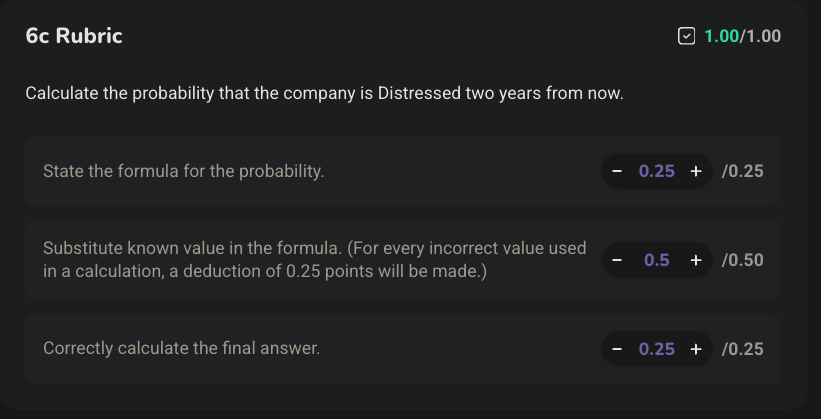 6c Rubric
1.00/1.00
Calculate the probability that the company is Distressed two years from now.
State the formula for the probability.
− 0.25 + /0.25
Substitute known value in the formula. (For every incorrect value used
in a calculation, a deduction of 0.25 points will be made.)
− 0.5 + /0.50
Correctly calculate the final answer.
− 0.25 + /0.25